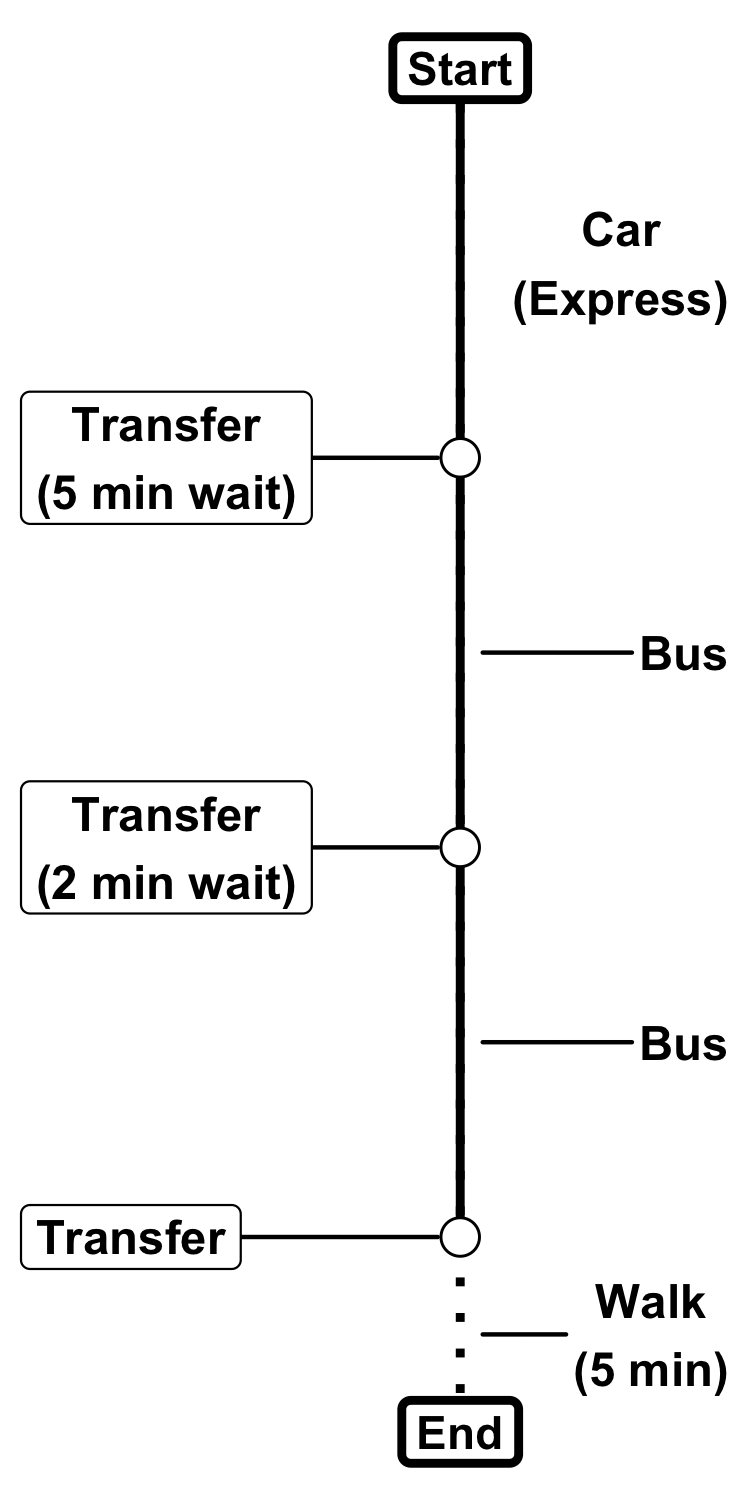 Start
Car
(Express)
Transfer
(5 min wait)
Bus
Transfer
(2 min wait)
Bus
Transfer
Walk
(5 min)
End